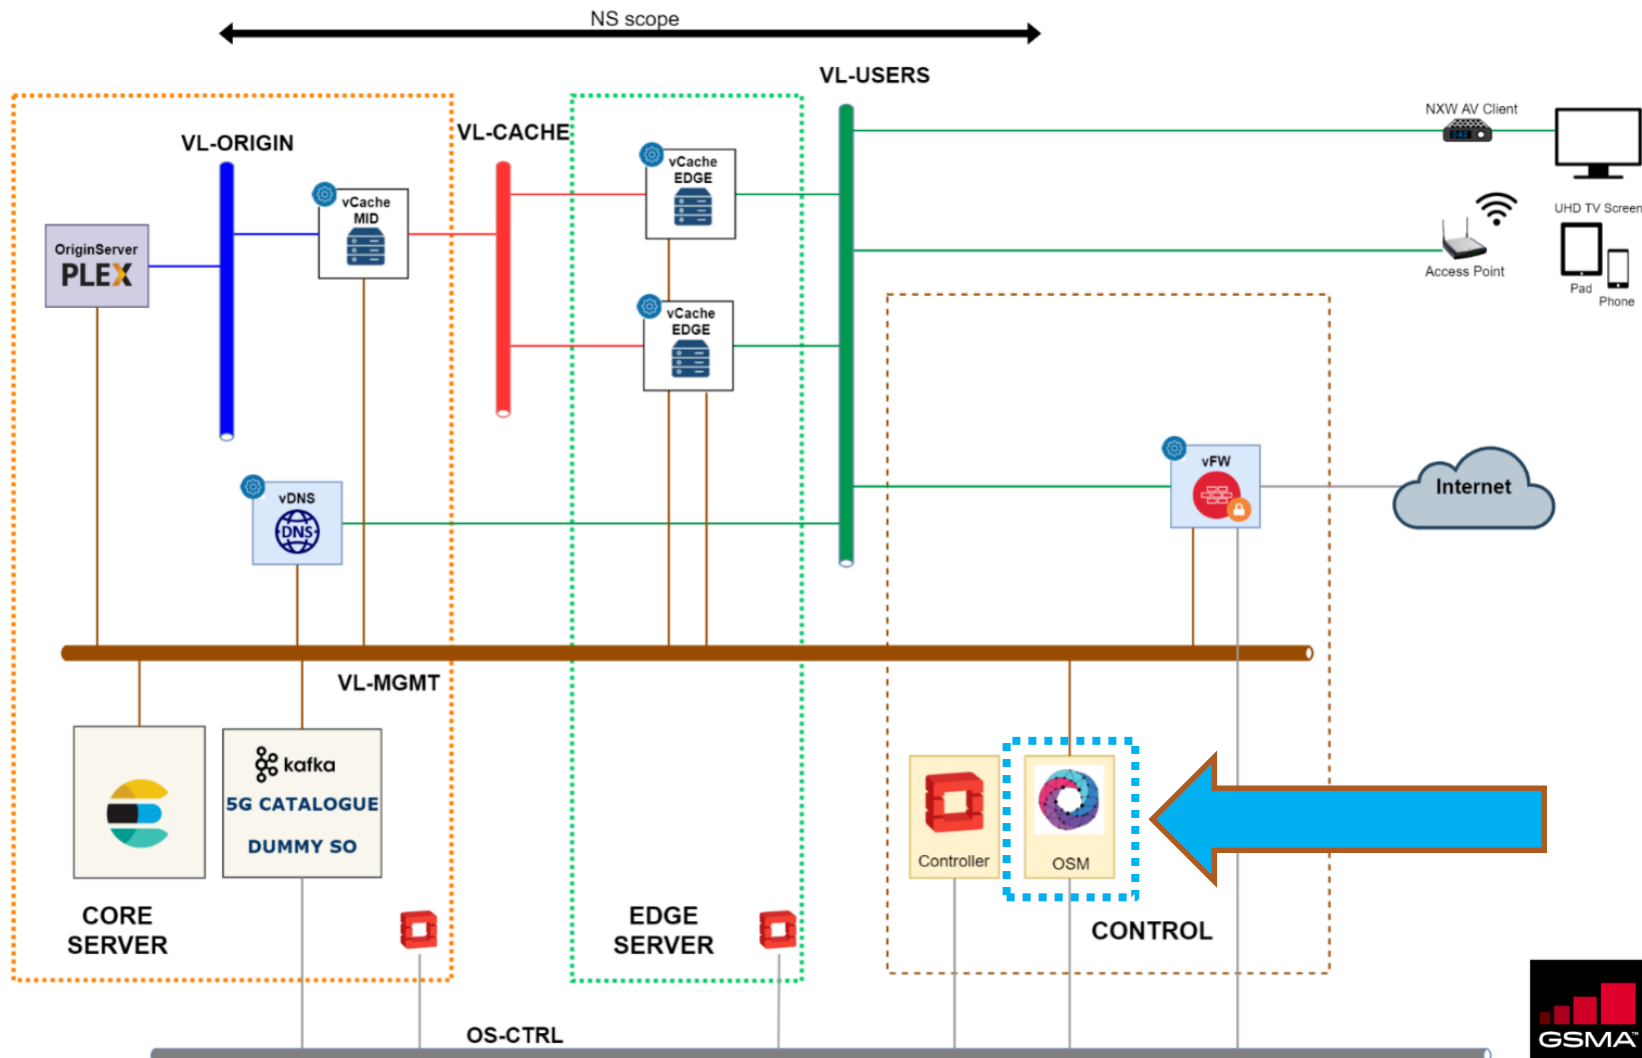 NS scope
VL-USERS
NXW AV Client
VL-CACHE
VL-ORIGIN
vCache
EDGE
vCache
MID
UHD TV Screen
OriginServer
PLEX
Access Point
Pad
Phone
vCache
EDGE
vFW
Internet
vDNS
DNS
VL-MGMT
kafka
5G CATALOGUE
DUMMY SO
Controller
OSM
CORE
SERVER
EDGE
SERVER
CONTROL
OS-CTRL
GSMA™